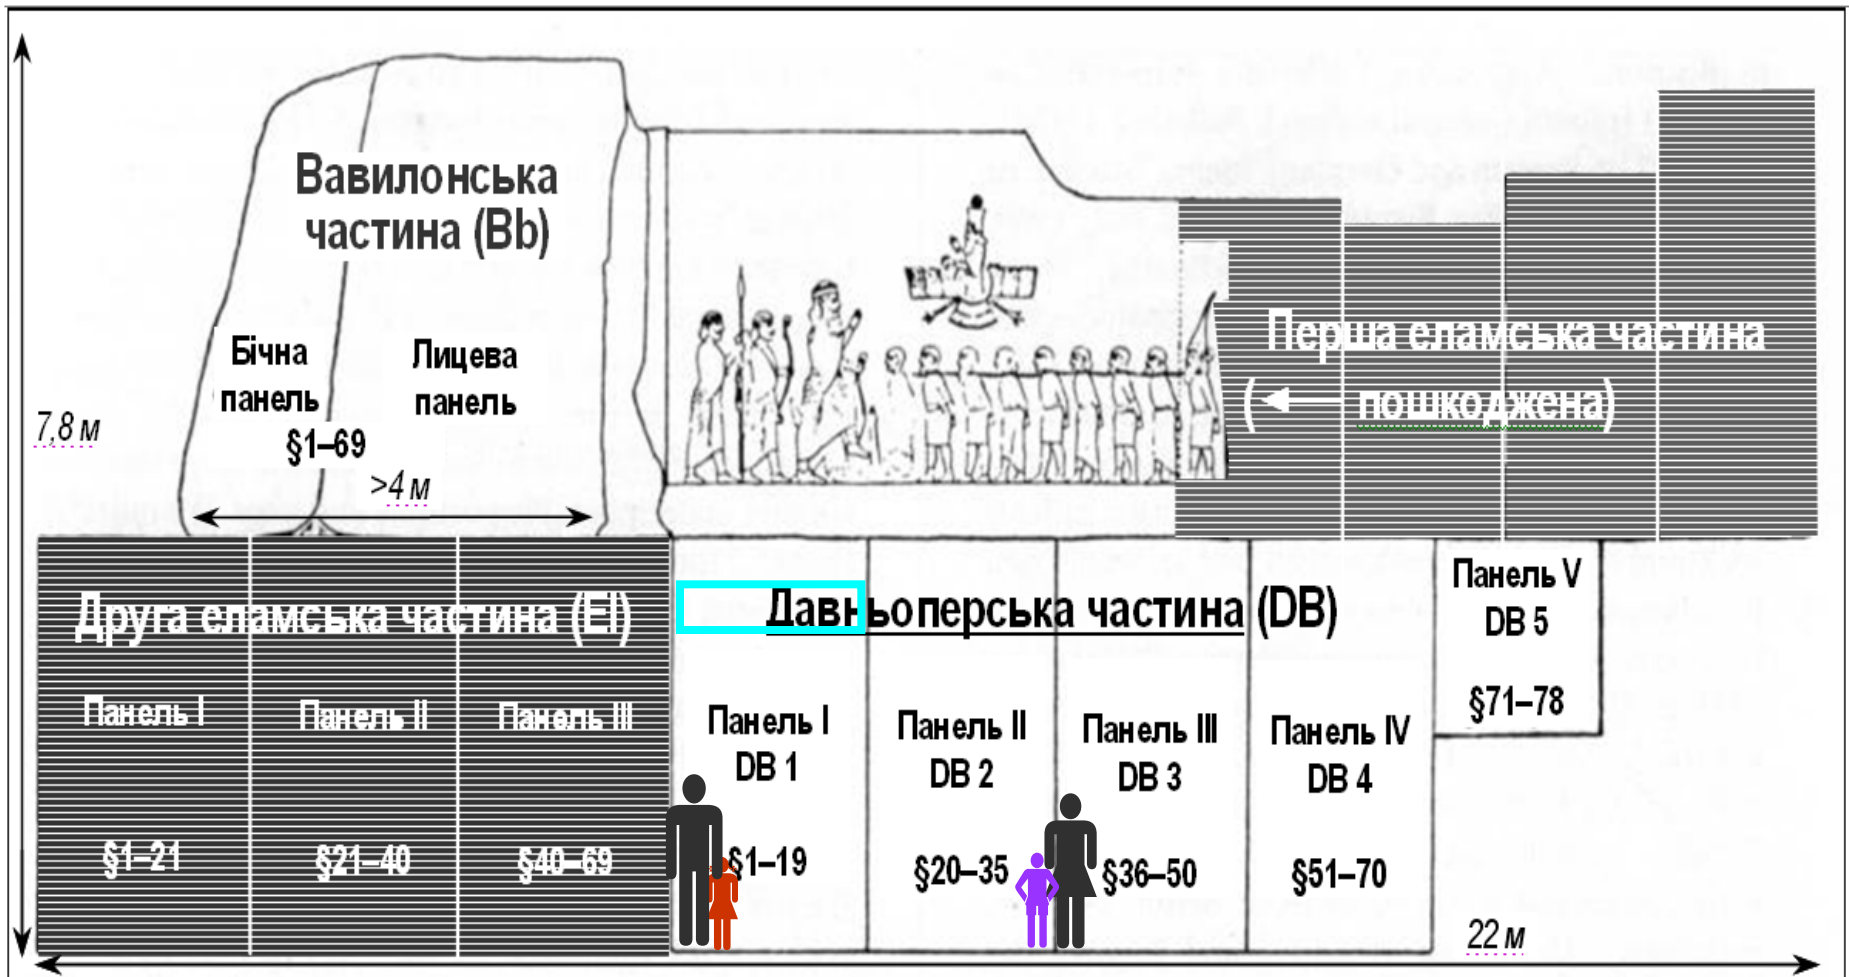 Вавилонська
частина (Bb)
Бічна
панель
Лицева
панель
§1–69
>4 м
7,8 м
Перша еламська частина
(← пошкоджена)
Друга еламська частина (El)
Панель I
§1–21
Панель II
§21–40
Панель III
§40–69
Давньоперська частина (DB)
Панель I
DB 1
§1–19
Панель II
DB 2
§20–35
Панель III
DB 3
§36–50
Панель IV
DB 4
§51–70
Панель V
DB 5
§71–78
22 м